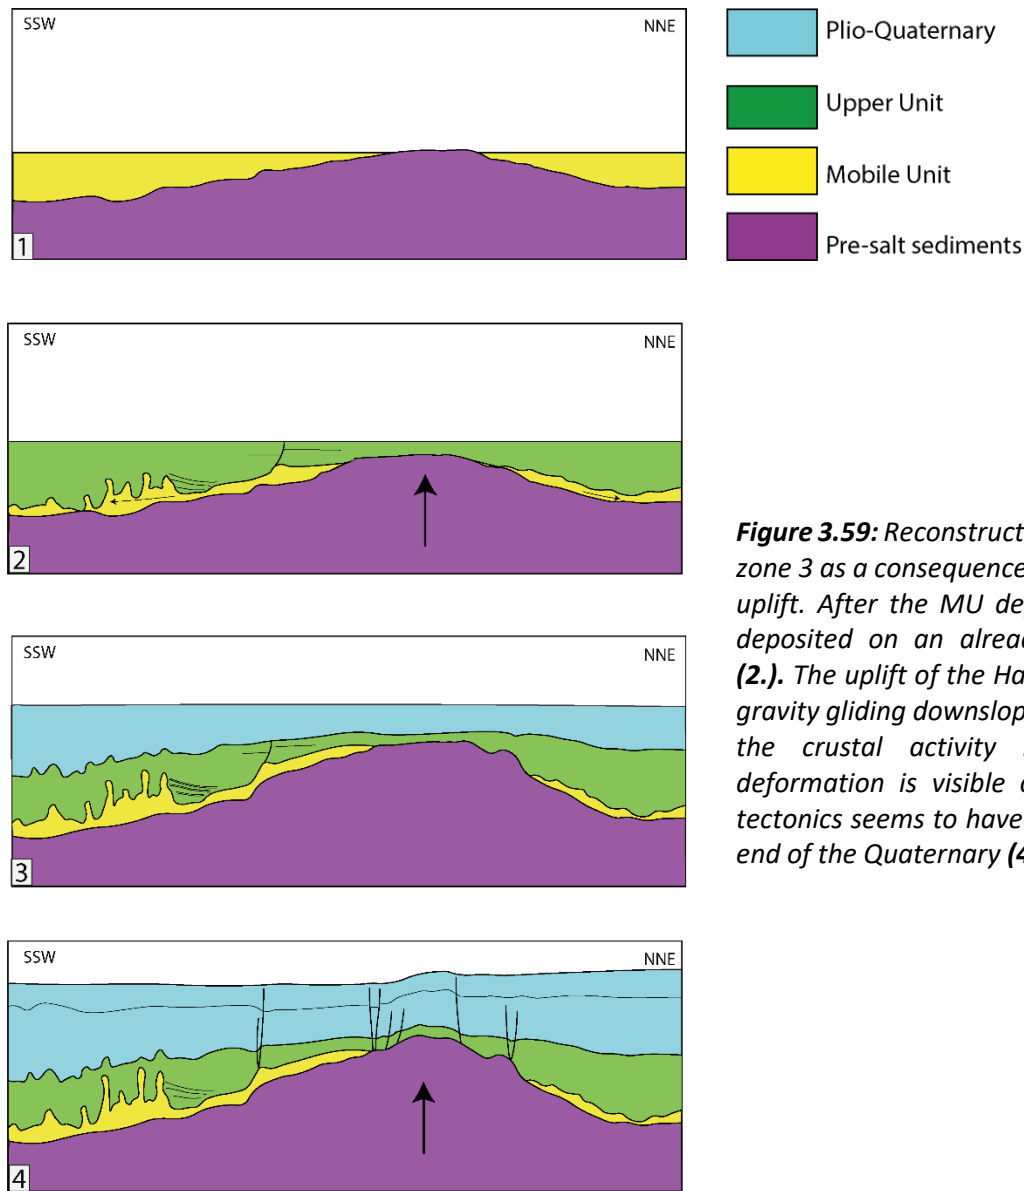 SSW NNE
1
Plio-Quaternary
Upper Unit
Mobile Unit
Pre-salt sediments
SSW NNE
2
SSW NNE
3
SSW NNE
4
Figure 3.59: Reconstruct
zone 3 as a consequence
uplift. After the MU dep
deposited on an alread
(2.). The uplift of the Ha
gravity gliding downslop
the crustal activity
deformation is visible
tectonics seems to have
end of the Quaternary (4